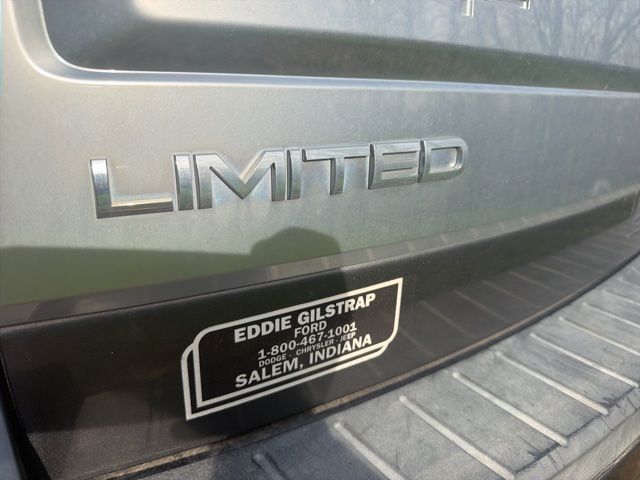 LIMITED
EDDIE GILSTRAP
FORD
1-800-467-1001
DODGE · CHRYSLER · JEEP
SALEM, INDIANA